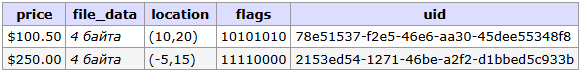 price file_data location flags uid
$100.50 4 байта (10,20) 10101010 78e51537-f2e5-46e6-aa30-45dee55348f8
$250.00 4 байта (-5,15) 11110000 2153ed54-1271-46be-a2f2-d1bbed5c933b